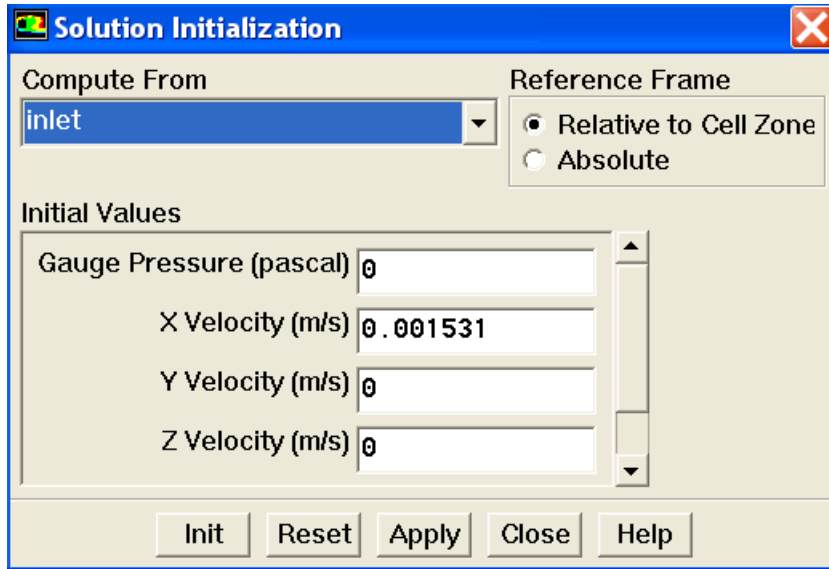 Solution Initialization
Compute From
Reference Frame
inlet
Relative to Cell Zone
Absolute
Initial Values
Gauge Pressure (pascal) 0
X Velocity (m/s) 0.001531
Y Velocity (m/s) 0
Z Velocity (m/s) 0
Init Reset Apply Close Help